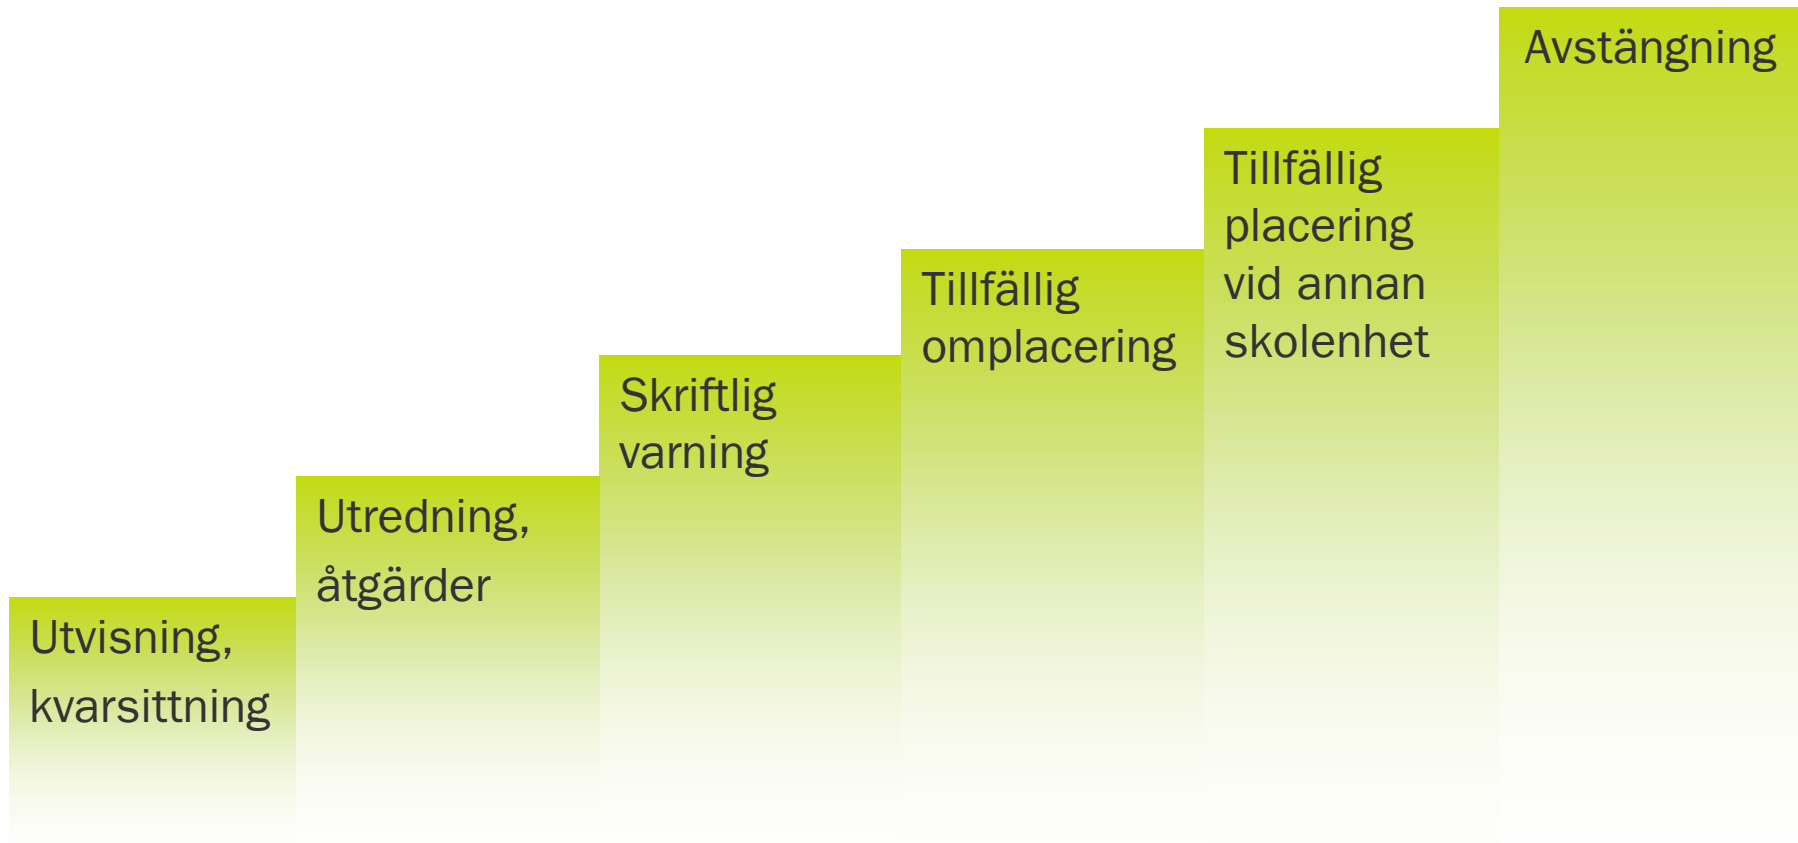 Utvisning,
kvarsittning
Utredning,
åtgärder
Skriftlig
varning
Tillfällig
omplacering
Tillfällig
placering
vid annan
skolenhet
Avstängning